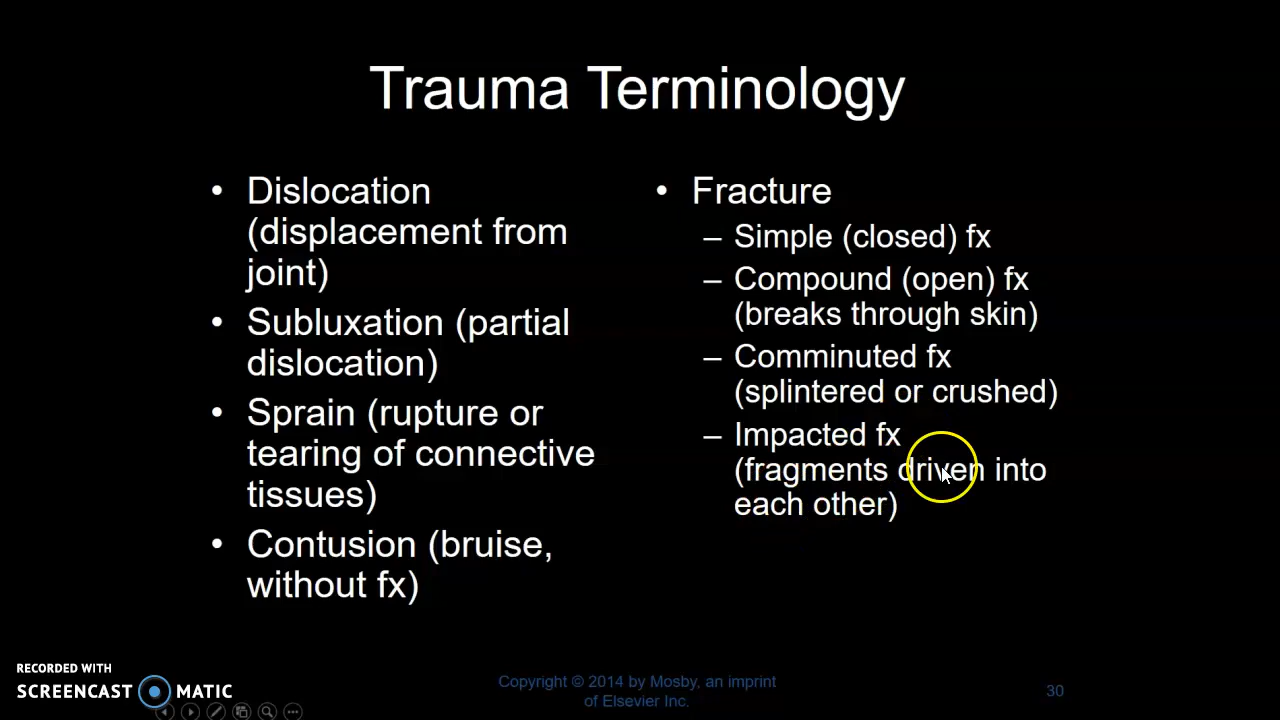 Trauma Terminology
• Dislocation
(displacement from
joint)
• Subluxation (partial
dislocation)
• Sprain (rupture or
tearing of connective
tissues)
• Contusion (bruise,
without fx)
• Fracture
– Simple (closed) fx
– Compound (open) fx
(breaks through skin)
– Comminuted fx
(splintered or crushed)
– Impacted fx
(fragments driven into
each other)
RECORDED WITH
SCREENCAST MATIC
Copyright © 2014 by Mosby, an imprint
of Elsevier Inc.
30